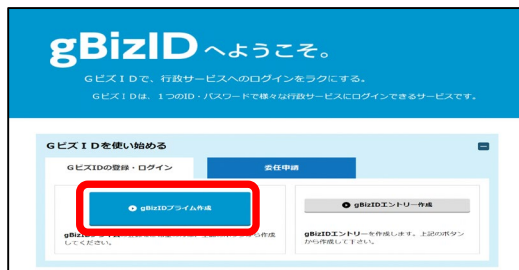 gBizIDへようこそ。
GビズIDで、行政サービスへのログインをラクにする。
GビズIDは、1つのID・パスワードで様々な行政サービスにログインできるサービスです。
GビズIDを使い始める
GビズIDの登録・ログイン
委任申請
gBizIDプライム作成
gBizIDエントリー作成
してください。
gBizIDエントリーを作成します。上記のボタン
から作成して下さい。